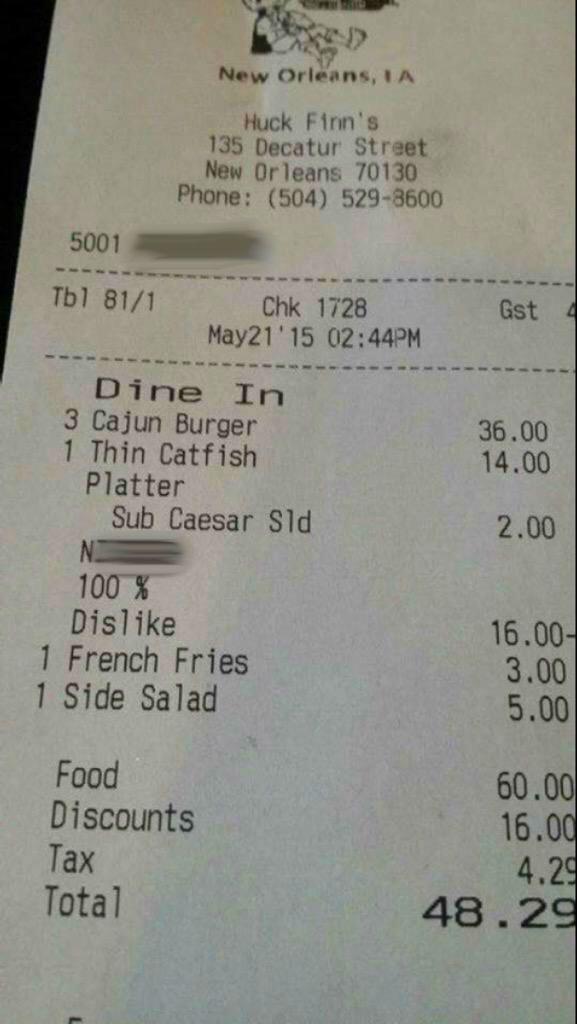 New Orleans, LA
Huck Finn's
135 Decatur Street
New Orleans 70130
Phone: (504) 529-8600
5001
Tbl 81/1 Chk 1728 Gst 4
May21'15 02:44PM
Dine In
3 Cajun Burger 36.00
1 Thin Catfish 14.00
Platter
Sub Caesar Sld 2.00
N
100 %
Dislike 16.00-
1 French Fries 3.00
1 Side Salad 5.00
Food 60.00
Discounts 16.00
Tax 4.29
Total 48.29